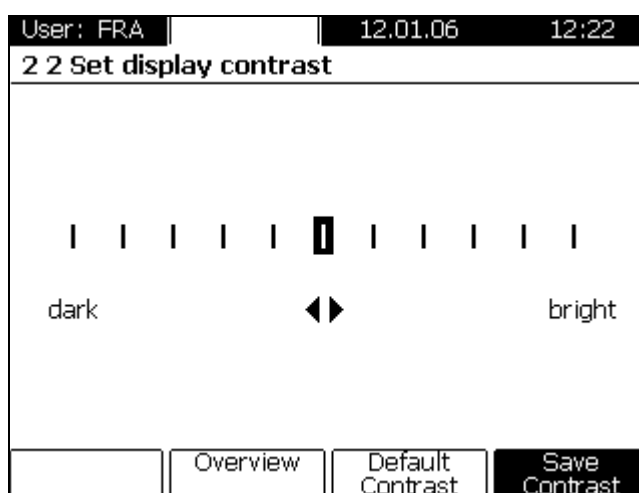 User: FRA 12.01.06 12:22
2 2 Set display contrast
dark bright
Overview
Default
Contrast
Save
Contrast